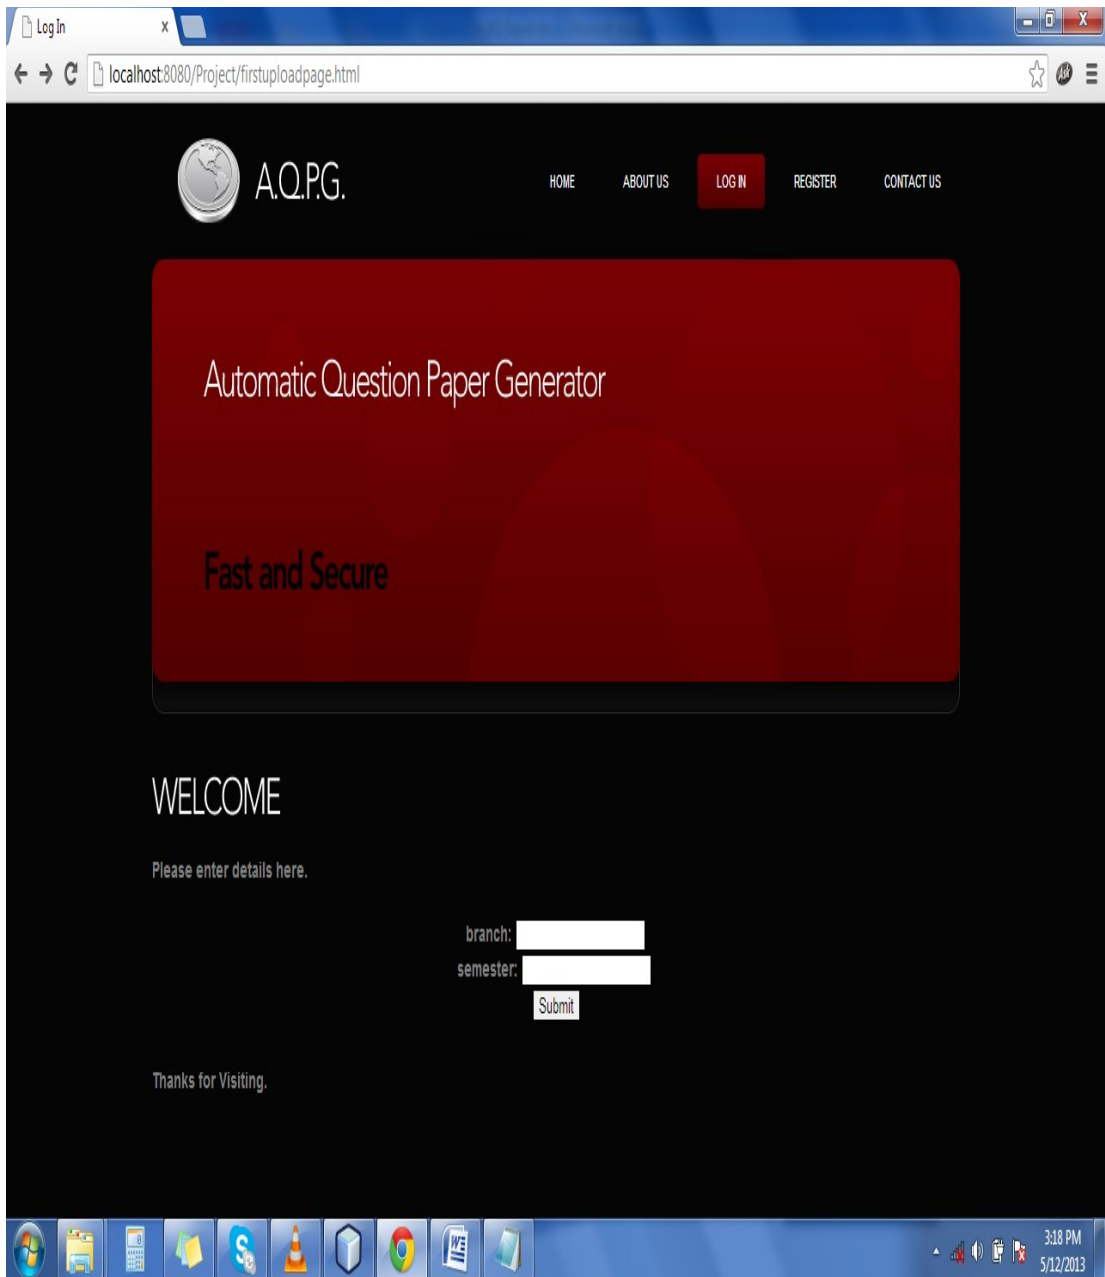 Log In
localhost:8080/Project/firstuploadpage.html
Ask
A.Q.P.G.
HOME ABOUT US LOG IN REGISTER CONTACT US
Automatic Question Paper Generator
Fast and Secure
WELCOME
Please enter details here.
branch:
semester:
Submit
Thanks for Visiting.
3:18 PM
5/12/2013